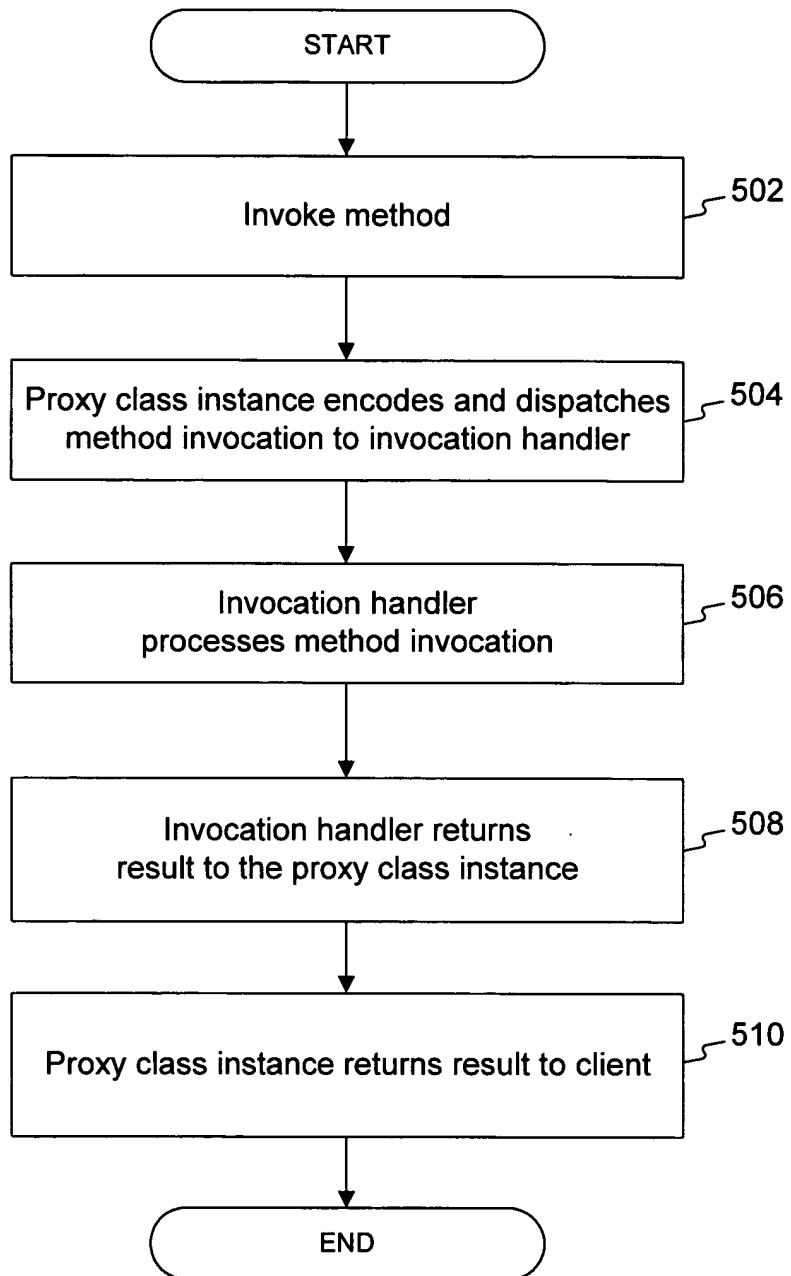 START
Invoke method
502
Proxy class instance encodes and dispatches
method invocation to invocation handler
504
Invocation handler
processes method invocation
506
Invocation handler returns
result to the proxy class instance
508
Proxy class instance returns result to client
510
END